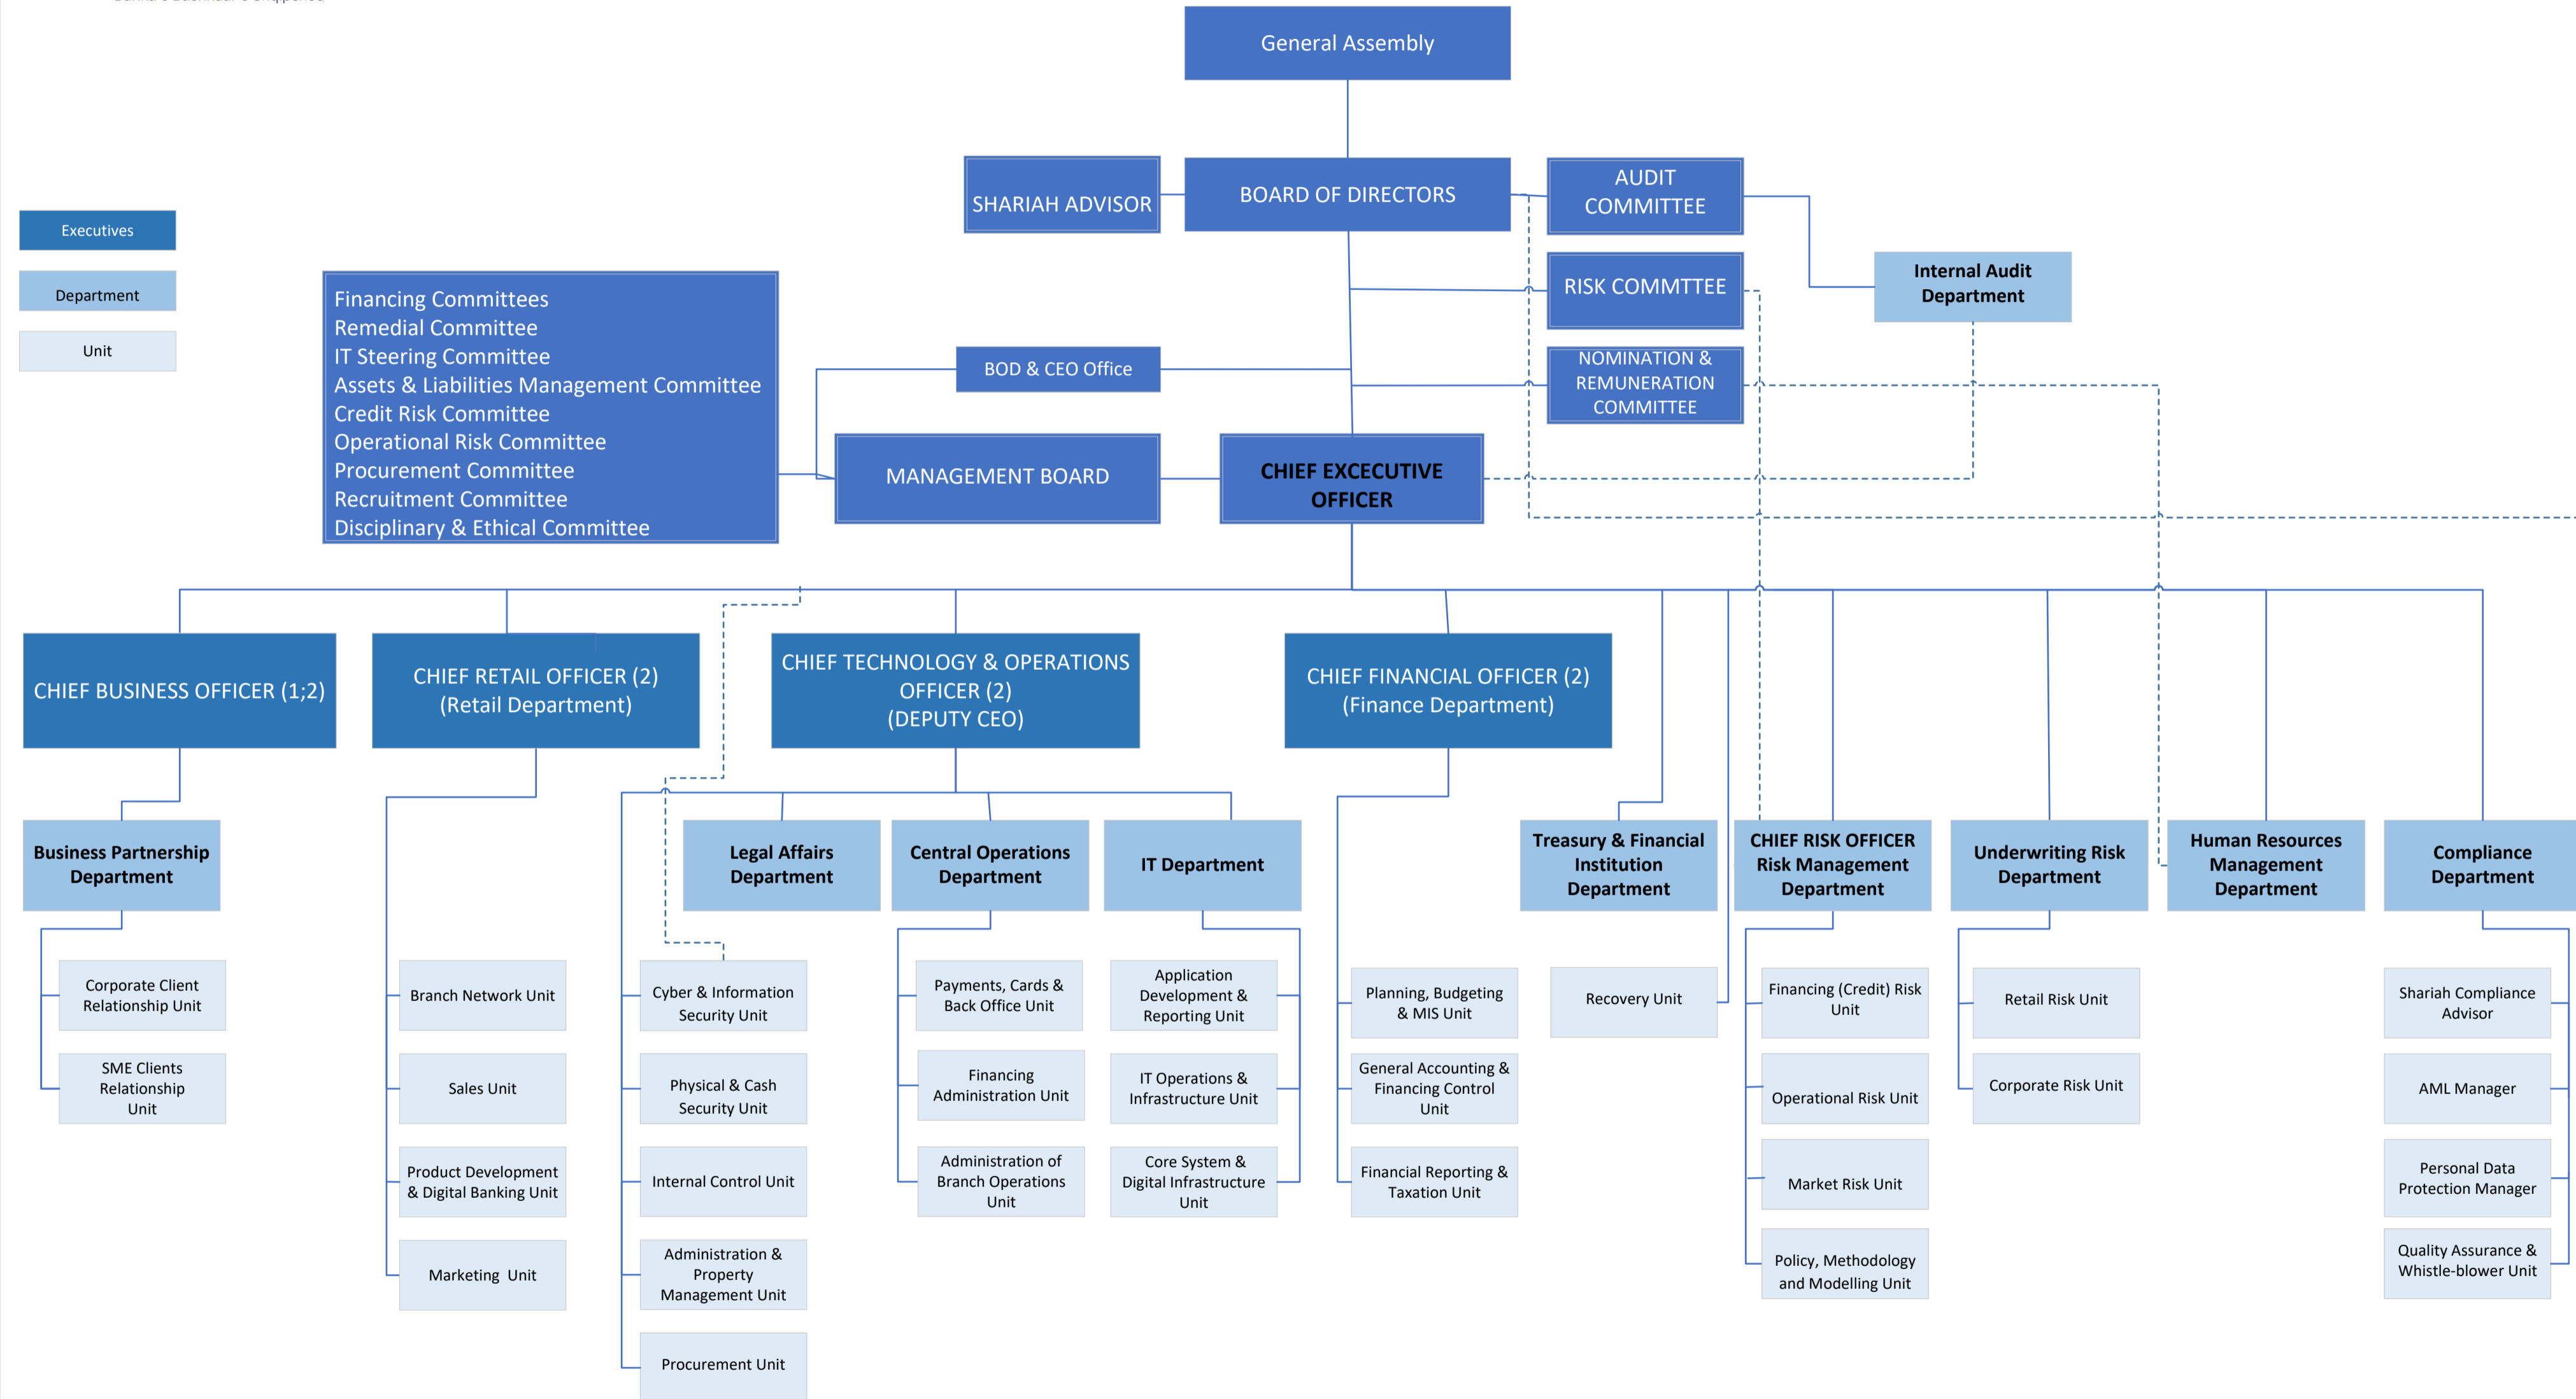 General Assembly
SHARIAH ADVISOR
BOARD OF DIRECTORS
AUDIT
COMMITTEE
Executives
Department
Unit
Internal Audit
Department
RISK COMMTTEE
Financing Committees
Remedial Committee
IT Steering Committee
Assets & Liabilities Management Committee
Credit Risk Committee
Operational Risk Committee
Procurement Committee
Recruitment Committee
Disciplinary & Ethical Committee
BOD & CEO Office
NOMINATION &
REMUNERATION
COMMITTEE
MANAGEMENT BOARD
CHIEF EXCECUTIVE
OFFICER
CHIEF BUSINESS OFFICER (1;2)
CHIEF RETAIL OFFICER (2)
(Retail Department)
CHIEF TECHNOLOGY & OPERATIONS
OFFICER (2)
(DEPUTY CEO)
CHIEF FINANCIAL OFFICER (2)
(Finance Department)
Business Partnership
Department
Legal Affairs
Department
Central Operations
Department
IT Department
Treasury & Financial
Institution
Department
CHIEF RISK OFFICER
Risk Management
Department
Underwriting Risk
Department
Human Resources
Management
Department
Compliance
Department
Corporate Client
Relationship Unit
SME Clients
Relationship
Unit
Branch Network Unit
Sales Unit
Product Development
& Digital Banking Unit
Marketing Unit
Cyber & Information
Security Unit
Physical & Cash
Security Unit
Internal Control Unit
Administration &
Property
Management Unit
Procurement Unit
Payments, Cards &
Back Office Unit
Financing
Administration Unit
Administration of
Branch Operations
Unit
Application
Development &
Reporting Unit
IT Operations &
Infrastructure Unit
Core System &
Digital Infrastructure
Unit
Planning, Budgeting
& MIS Unit
General Accounting &
Financing Control
Unit
Financial Reporting &
Taxation Unit
Recovery Unit
Financing (Credit) Risk
Unit
Operational Risk Unit
Market Risk Unit
Policy, Methodology
and Modelling Unit
Retail Risk Unit
Corporate Risk Unit
Shariah Compliance
Advisor
AML Manager
Personal Data
Protection Manager
Quality Assurance &
Whistle-blower Unit